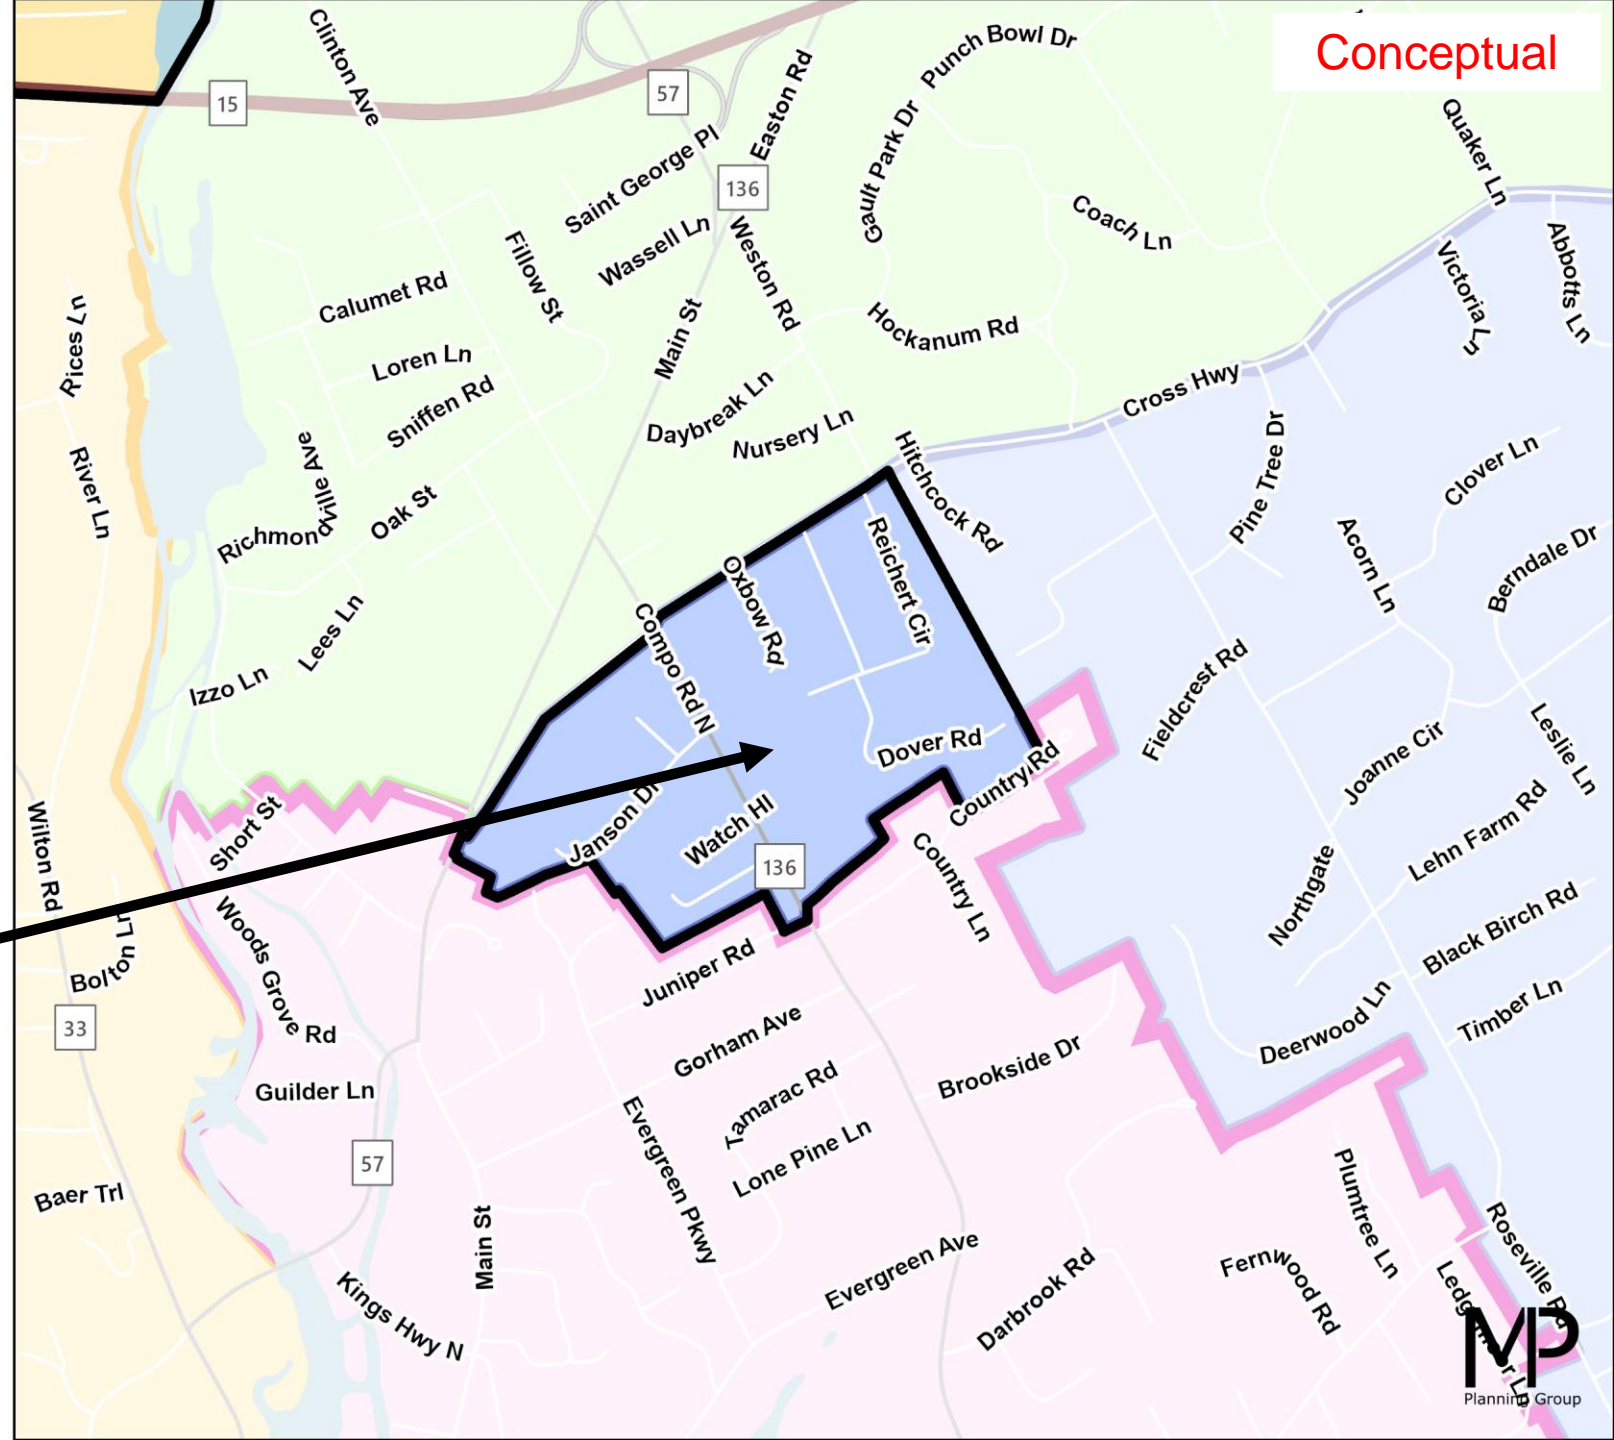 Conceptual
Clinton Ave
15
57
Easton Rd
Punch Bowl Dr
Gault Park Dr
Quaker Ln
Saint George Pl
136
Wassell Ln
Weston Rd
Coach Ln
Fillow St
Calumet Rd
Victoria Ln
Abbotts Ln
Rices Ln
Main St
Hockanum Rd
Loren Ln
Sniffen Rd
Daybreak Ln
Nursery Ln
Cross Hwy
Hitchcock Rd
Pine Tree Dr
Clover Ln
River Ln
Richmondville Ave
Oak St
Reichert Cir
Acorn Ln
Berndale Dr
Oxbow Rd
Lees Ln
Compo Rd N
Izzo Ln
Fieldcrest Rd
Dover Rd
Country Rd
Joanne Cir
Leslie Ln
Short St
Wilton Rd
Janson Dr
Watch Hl
136
Country Ln
Northgate
Lehn Farm Rd
Black Birch Rd
Bolton Ln
Woods Grove Rd
Juniper Rd
Timber Ln
Deerwood Ln
33
Gorham Ave
Guilder Ln
Tamarac Rd
Brookside Dr
57
Evergreen Pkwy
Lone Pine Ln
Baer Trl
Plumtree Ln
Main St
Roseville Rd
Kings Hwy N
Evergreen Ave
Darbrook Rd
Fernwood Rd
MP
Planning Group